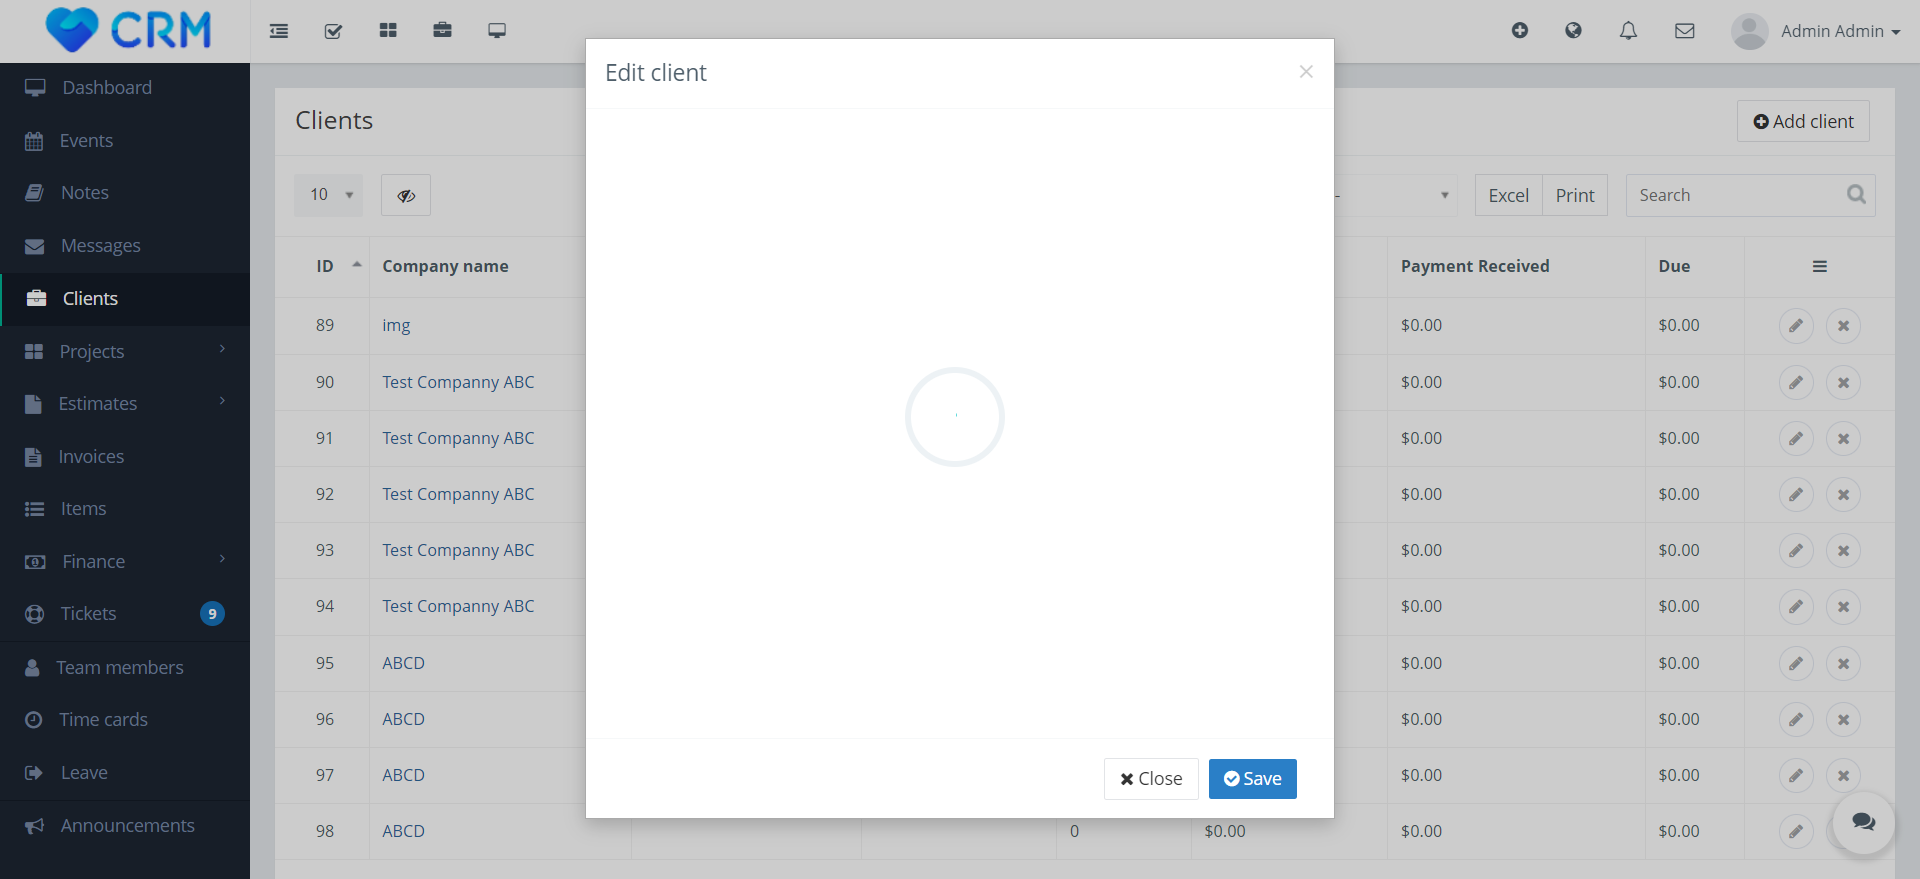 CRM
Admin Admin
Dashboard
Events
Notes
Messages
Clients
Projects
Estimates
Invoices
Items
Finance
Tickets 9
Team members
Time cards
Leave
Announcements
Clients
Add client
10
-
Excel Print Search
ID Company name Payment Received Due
89 img $0.00 $0.00
90 Test Companny ABC $0.00 $0.00
91 Test Companny ABC $0.00 $0.00
92 Test Companny ABC $0.00 $0.00
93 Test Companny ABC $0.00 $0.00
94 Test Companny ABC $0.00 $0.00
95 ABCD $0.00 $0.00
96 ABCD $0.00 $0.00
97 ABCD $0.00 $0.00
98 ABCD 0 $0.00 $0.00 $0.00
Edit client
Close Save